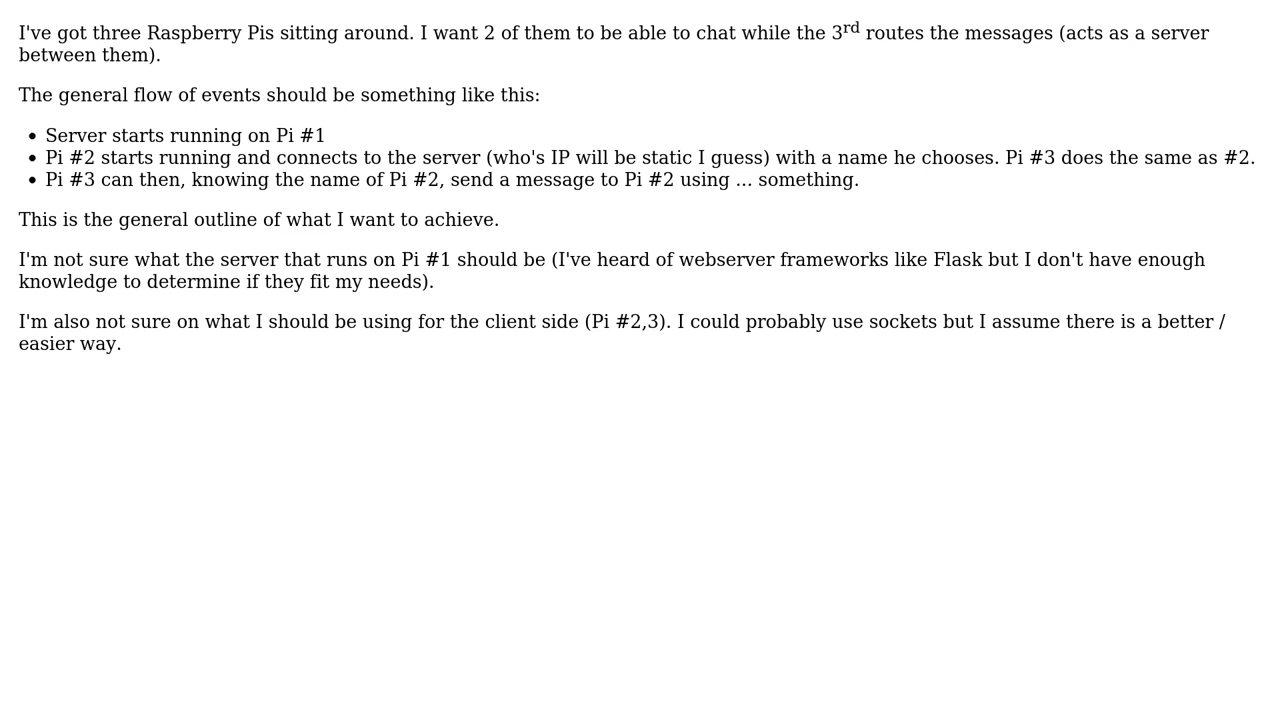 I've got three Raspberry Pis sitting around. I want 2 of them to be able to chat while the 3rd routes the messages (acts as a server
between them).
The general flow of events should be something like this:
• Server starts running on Pi #1
• Pi #2 starts running and connects to the server (who's IP will be static I guess) with a name he chooses. Pi #3 does the same as #2.
• Pi #3 can then, knowing the name of Pi #2, send a message to Pi #2 using ... something.
This is the general outline of what I want to achieve.
I'm not sure what the server that runs on Pi #1 should be (I've heard of webserver frameworks like Flask but I don't have enough
knowledge to determine if they fit my needs).
I'm also not sure on what I should be using for the client side (Pi #2,3). I could probably use sockets but I assume there is a better /
easier way.